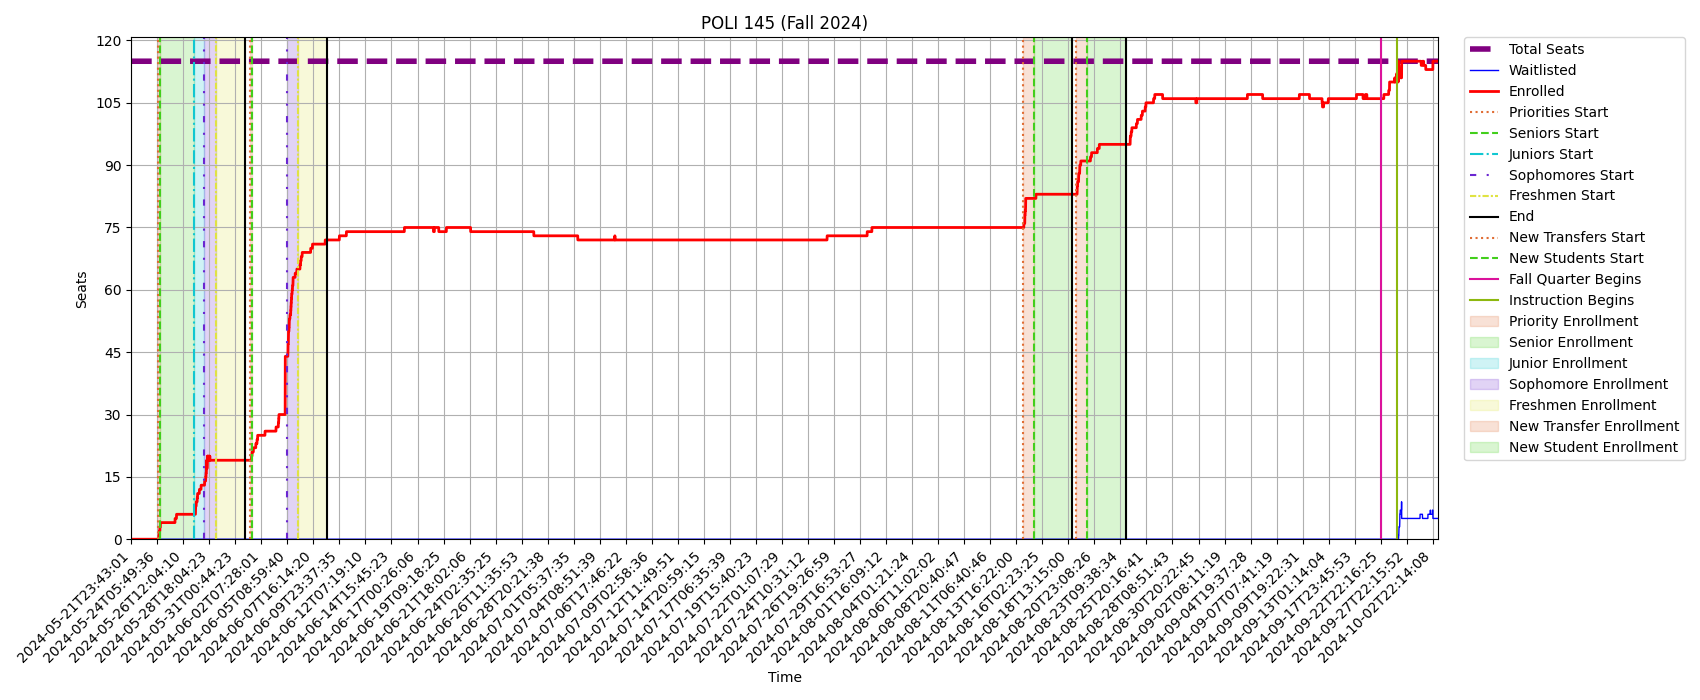 POLI 145 (Fall 2024)
120
105
90
75
60
45
30
15
0
Seats
2024-05-21T23:43:01
2024-05-24T05:49:36
2024-05-26T12:04:10
2024-05-28T18:04:23
2024-05-31T00:44:23
2024-06-02T07:28:01
2024-06-05T08:59:40
2024-06-07T16:14:20
2024-06-09T23:37:35
2024-06-12T07:19:10
2024-06-14T15:45:23
2024-06-17T00:26:06
2024-06-19T09:18:25
2024-06-21T18:02:06
2024-06-24T02:35:25
2024-06-26T11:35:53
2024-06-28T20:21:38
2024-07-01T05:37:35
2024-07-04T08:51:39
2024-07-06T17:46:22
2024-07-09T02:58:36
2024-07-12T11:49:51
2024-07-14T20:59:15
2024-07-17T06:35:39
2024-07-19T15:40:23
2024-07-22T01:07:29
2024-07-24T10:31:12
2024-07-26T19:26:59
2024-07-29T16:53:27
2024-08-01T16:09:12
2024-08-04T01:21:24
2024-08-06T11:02:02
2024-08-08T20:40:47
2024-08-11T06:40:46
2024-08-13T16:22:00
2024-08-16T02:23:25
2024-08-18T13:15:00
2024-08-20T23:08:26
2024-08-23T09:38:34
2024-08-25T20:16:41
2024-08-28T08:51:43
2024-08-30T20:22:45
2024-09-02T08:11:19
2024-09-04T19:37:28
2024-09-07T07:41:19
2024-09-09T19:22:31
2024-09-13T01:14:04
2024-09-17T23:45:53
2024-09-22T22:16:25
2024-09-27T22:15:52
2024-10-02T22:14:08
Time
Total Seats
Waitlisted
Enrolled
Priorities Start
Seniors Start
Juniors Start
Sophomores Start
Freshmen Start
End
New Transfers Start
New Students Start
Fall Quarter Begins
Instruction Begins
Priority Enrollment
Senior Enrollment
Junior Enrollment
Sophomore Enrollment
Freshmen Enrollment
New Transfer Enrollment
New Student Enrollment